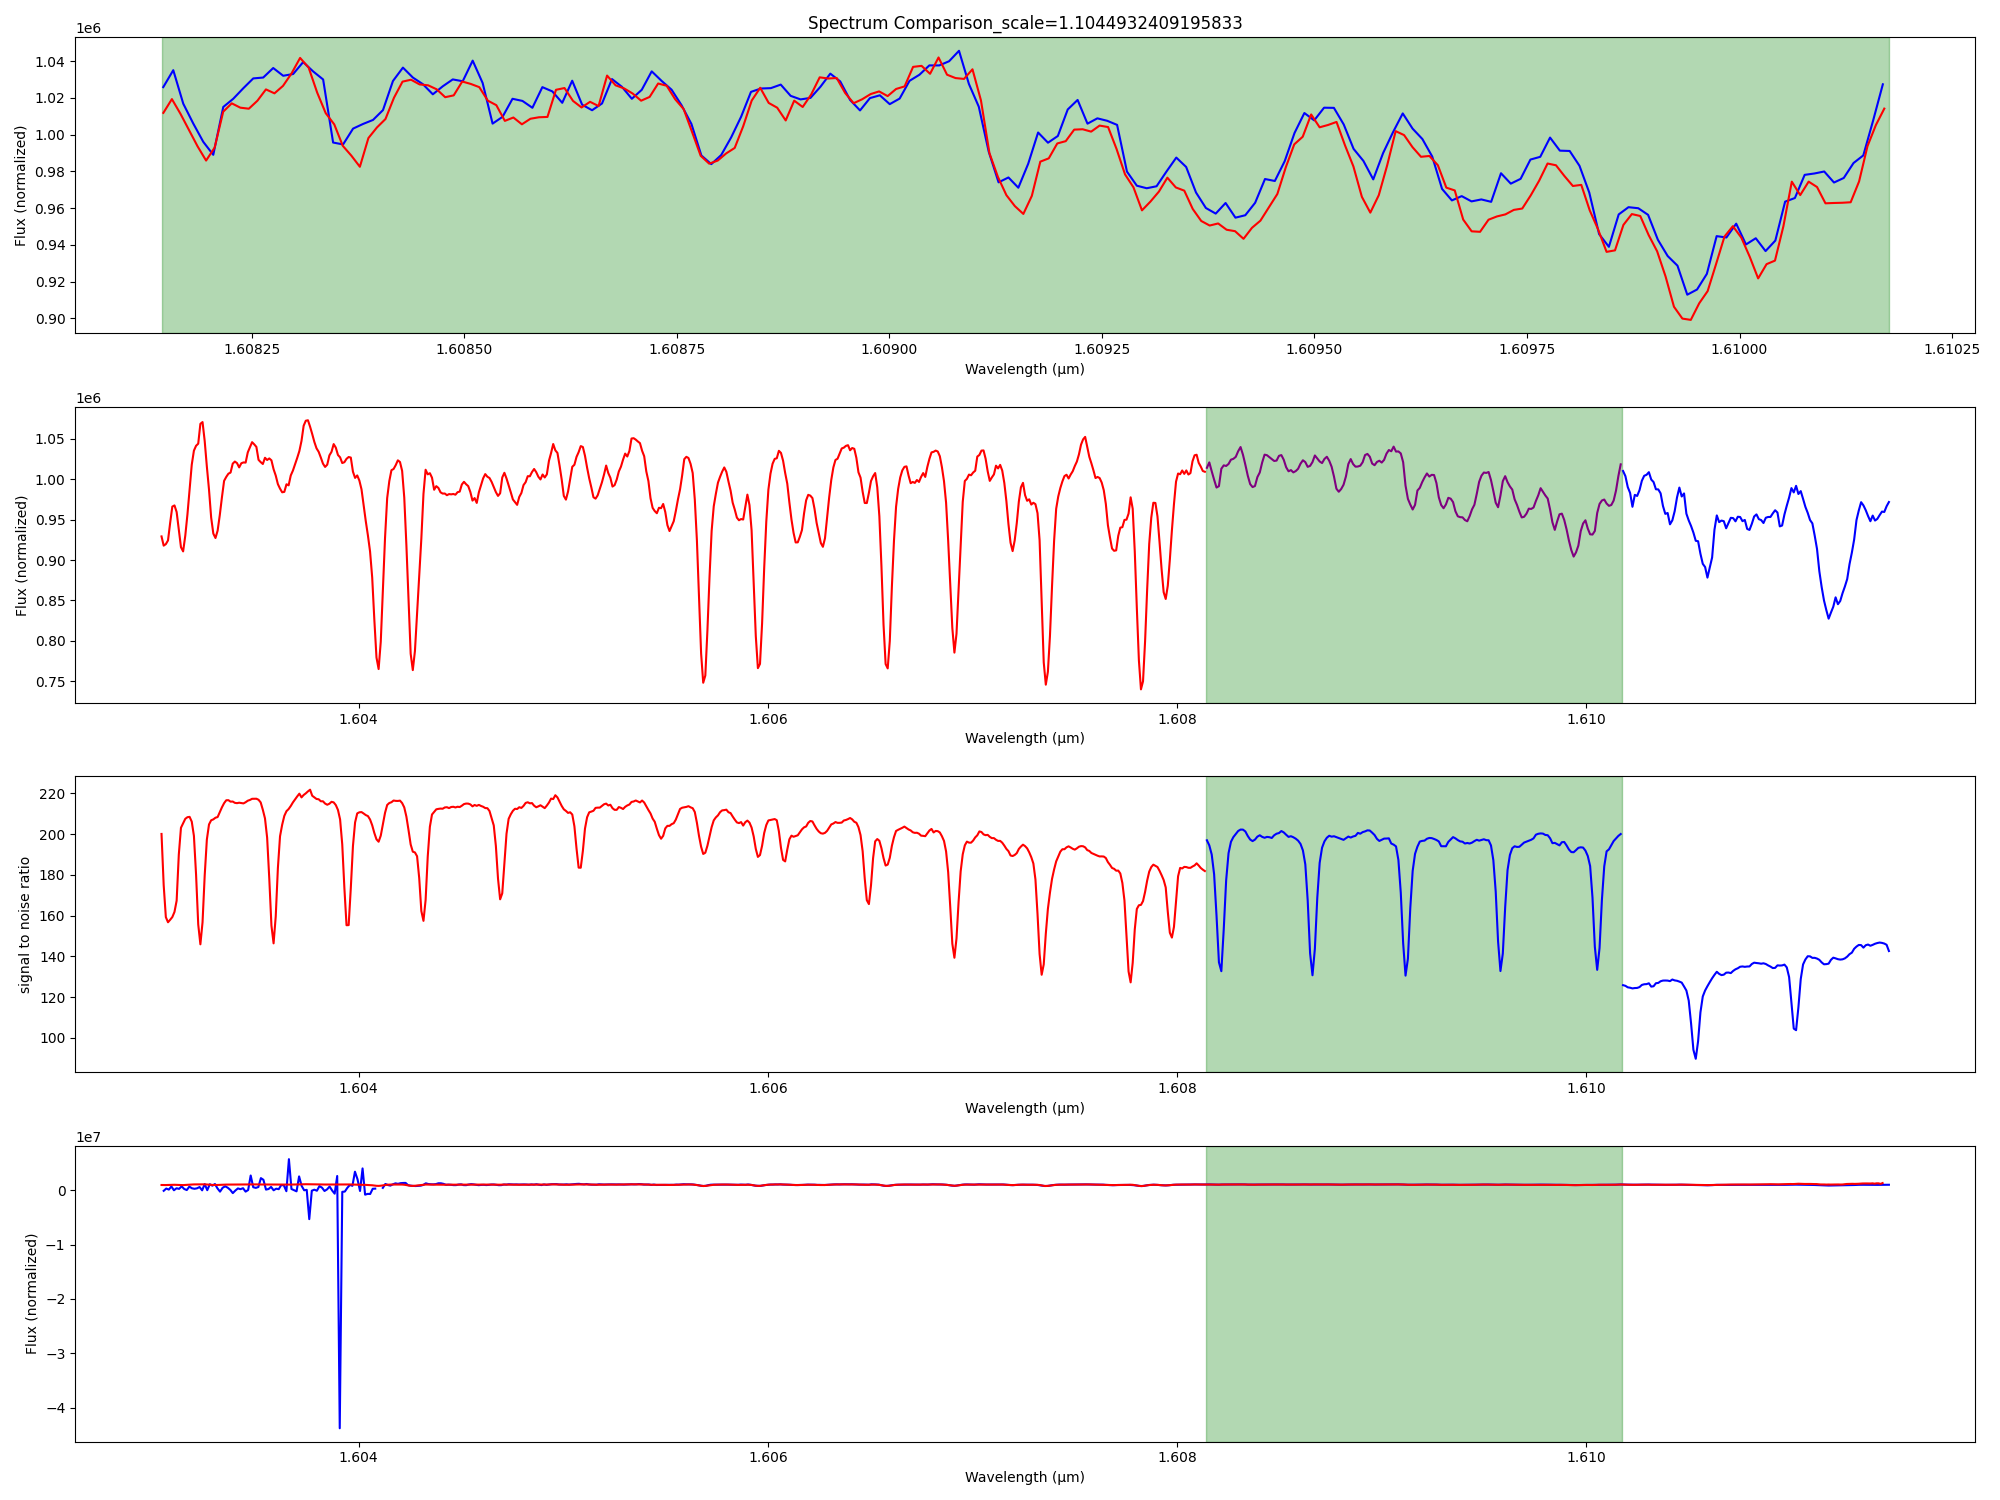 Spectrum Comparison_scale=1.1044932409195833
1e6
Flux (normalized)
1.04
1.02
1.00
0.98
0.96
0.94
0.92
0.90
1.60825 1.60850 1.60875 1.60900 1.60925 1.60950 1.60975 1.61000 1.61025
Wavelength (μm)
1e6
Flux (normalized)
1.05
1.00
0.95
0.90
0.85
0.80
0.75
1.604 1.606 1.608 1.610
Wavelength (μm)
signal to noise ratio
220
200
180
160
140
120
100
1.604 1.606 1.608 1.610
Wavelength (μm)
1e7
Flux (normalized)
0
−1
−2
−3
−4
1.604 1.606 1.608 1.610
Wavelength (μm)